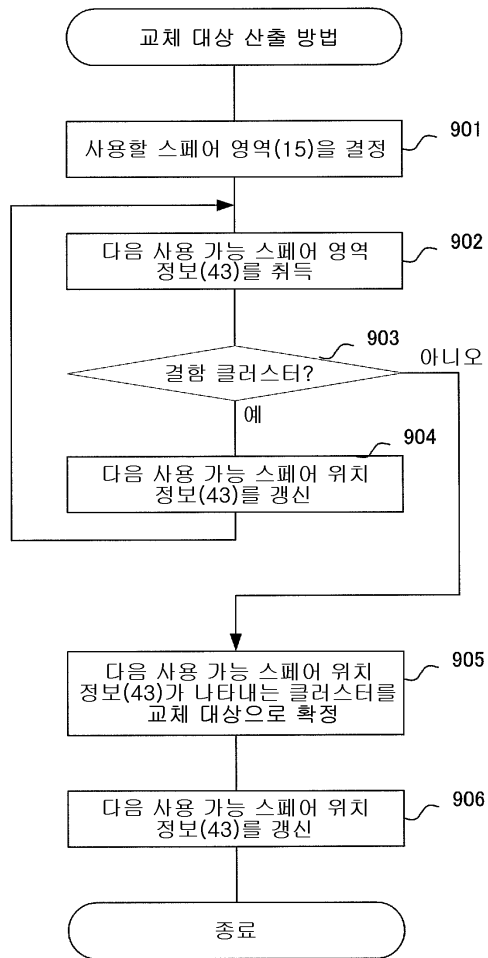 교체 대상 산출 방법
901
사용할 스페어 영역(15)을 결정
902
다음 사용 가능 스페어 영역
정보(43)를 취득
903
아니오
결함 클러스터?
예
904
다음 사용 가능 스페어 위치
정보(43)를 갱신
905
다음 사용 가능 스페어 위치
정보(43)가 나타내는 클러스터를
교체 대상으로 확정
906
다음 사용 가능 스페어 위치
정보(43)를 갱신
종료